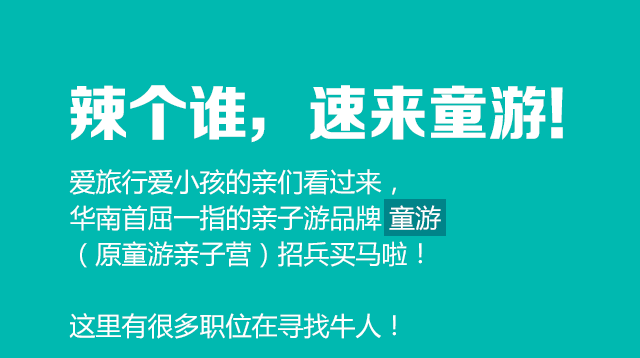 辣个谁，速来童游!
爱旅行爱小孩的亲们看过来，
华南首屈一指的亲子游品牌 童游
（原童游亲子营）招兵买马啦！
这里有很多职位在寻找牛人！